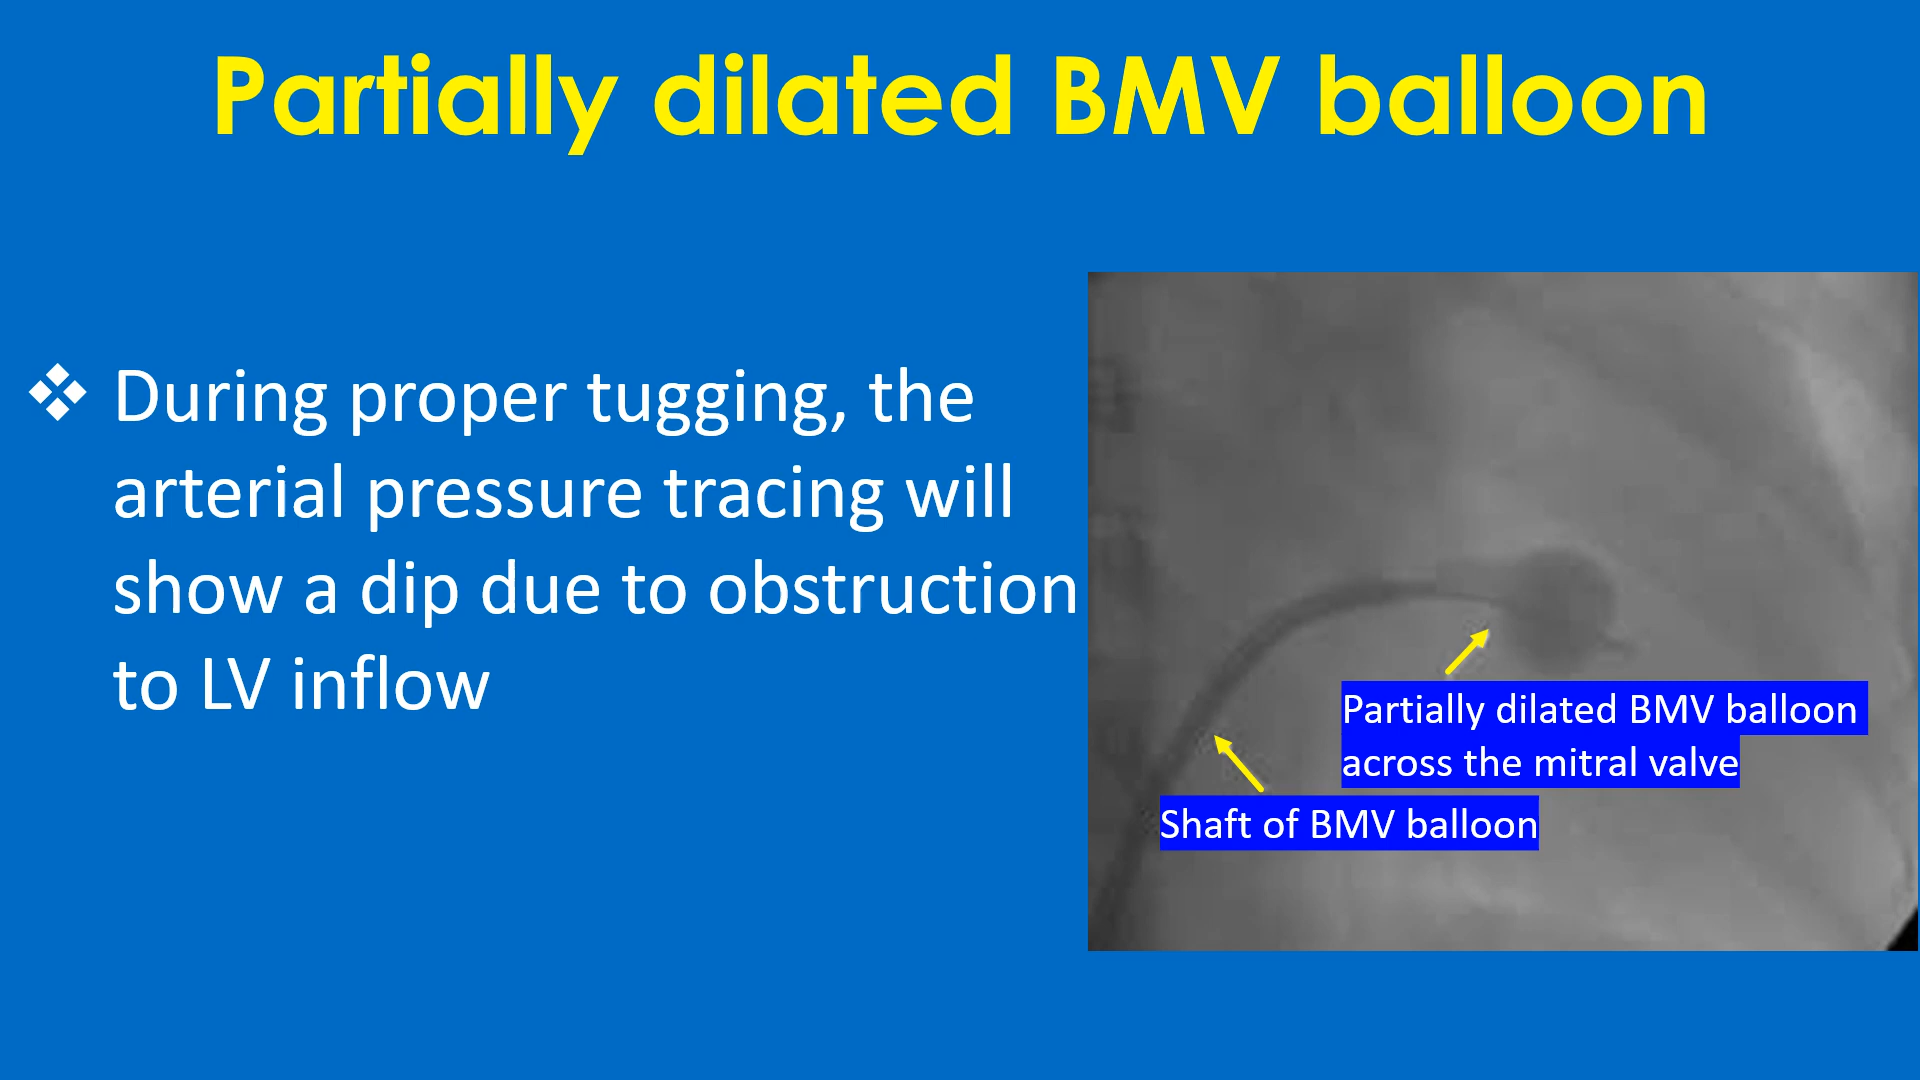 Partially dilated BMV balloon
❖ During proper tugging, the
arterial pressure tracing will
show a dip due to obstruction
to LV inflow
Partially dilated BMV balloon
across the mitral valve
Shaft of BMV balloon